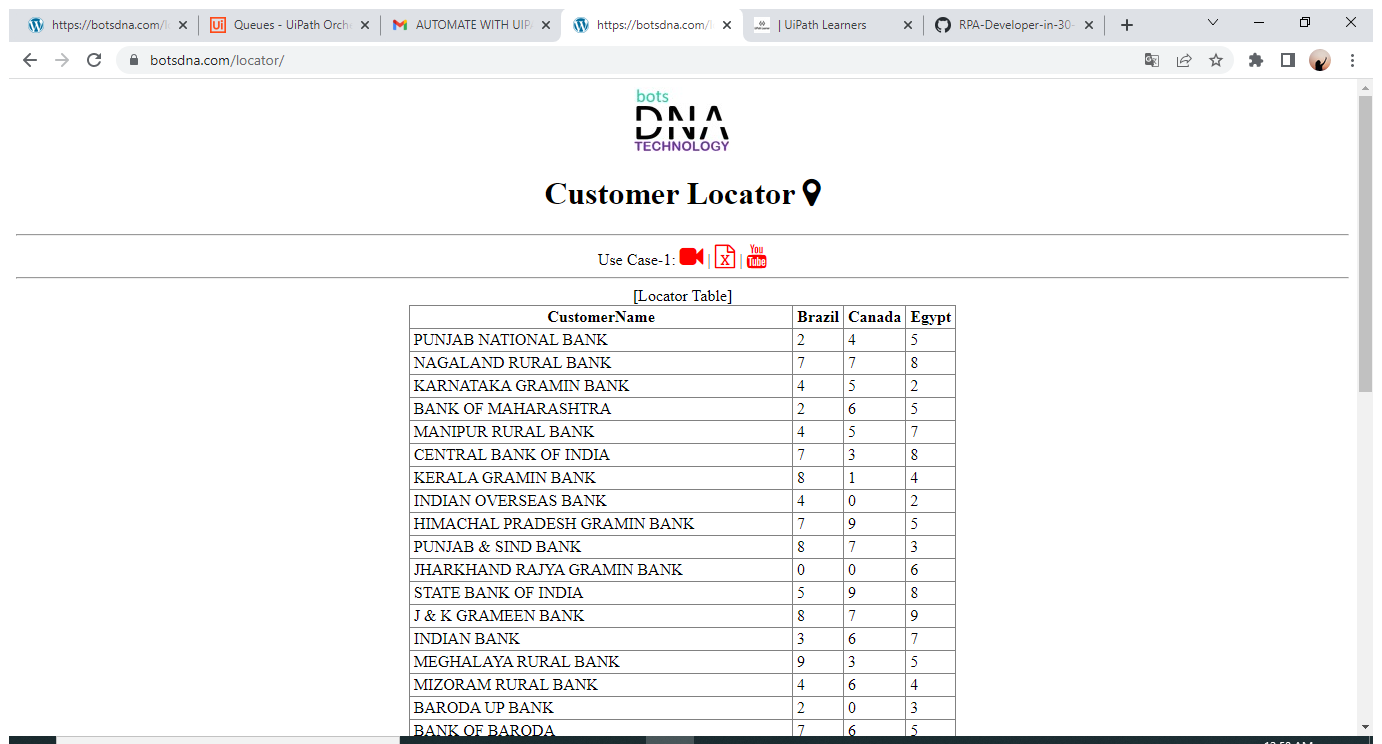 https://botsdna.com/l
Queues - UiPath Orch
AUTOMATE WITH UIP
https://botsdna.com/l
| UiPath Learners
RPA-Developer-in-30-
botsdna.com/locator/
bots
DNA
TECHNOLOGY
Customer Locator
Use Case-1: | X | You Tube
[Locator Table]
CustomerName Brazil Canada Egypt
PUNJAB NATIONAL BANK 2 4 5
NAGALAND RURAL BANK 7 7 8
KARNATAKA GRAMIN BANK 4 5 2
BANK OF MAHARASHTRA 2 6 5
MANIPUR RURAL BANK 4 5 7
CENTRAL BANK OF INDIA 7 3 8
KERALA GRAMIN BANK 8 1 4
INDIAN OVERSEAS BANK 4 0 2
HIMACHAL PRADESH GRAMIN BANK 7 9 5
PUNJAB & SIND BANK 8 7 3
JHARKHAND RAJYA GRAMIN BANK 0 0 6
STATE BANK OF INDIA 5 9 8
J & K GRAMEEN BANK 8 7 9
INDIAN BANK 3 6 7
MEGHALAYA RURAL BANK 9 3 5
MIZORAM RURAL BANK 4 6 4
BARODA UP BANK 2 0 3
BANK OF BARODA 7 6 5